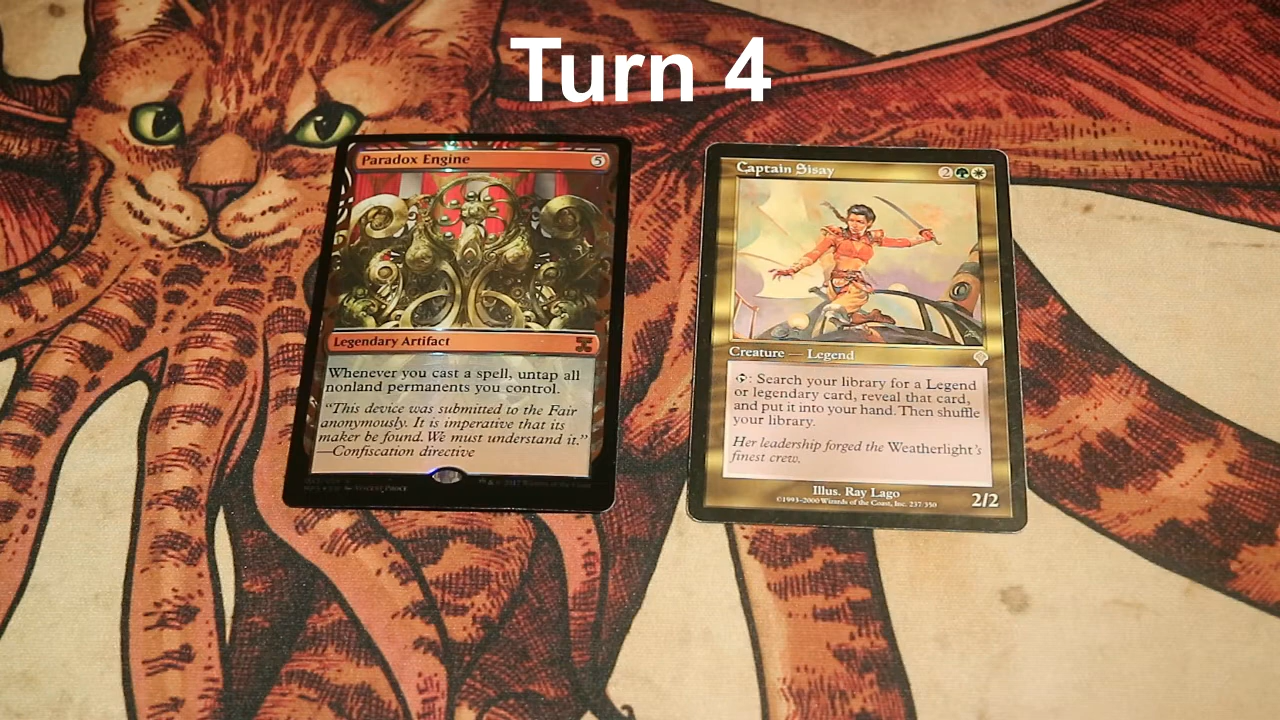 Turn 4
Paradox Engine 5
Legendary Artifact
Whenever you cast a spell, untap all
nonland permanents you control.
“This device was submitted to the Fair
anonymously. It is imperative that its
maker be found. We must understand it.”
—Confiscation directive
Captain Sisay 2
Creature — Legend
: Search your library for a Legend
or legendary card, reveal that card,
and put it into your hand. Then shuffle
your library.
Her leadership forged the Weatherlight’s
finest crew.
Illus. Ray Lago
©1993–2000 Wizards of the Coast, Inc. 237/350
2/2